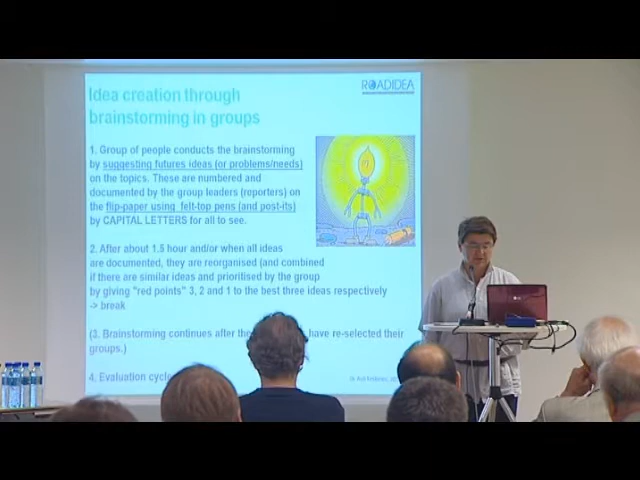 ROADIDEA
Idea creation through
brainstorming in groups
1. Group of people conducts the brainstorming
by suggesting futures ideas (or problems/needs)
on the topics. These are numbered and
documented by the group leaders (reporters) on
the flip-paper using felt-top pens (and post-its)
by CAPITAL LETTERS for all to see.
2. After about 1.5 hour and/or when all ideas
are documented, they are reorganised (and combined
if there are similar ideas and prioritised by the group
by giving "red points" 3, 2 and 1 to the best three ideas respectively
-> break
(3. Brainstorming continues after the have re-selected their
groups.)
4. Evaluation cycle